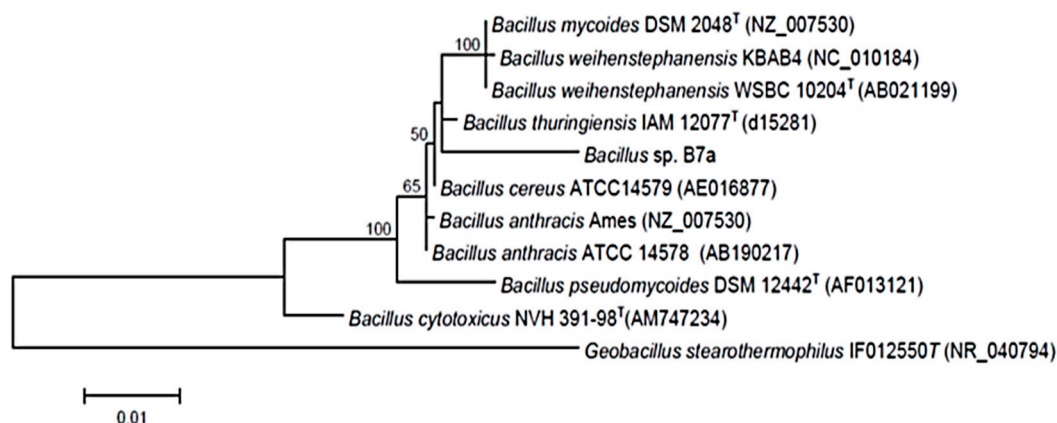 Bacillus mycoides DSM 2048ᵀ (NZ_007530)
100
Bacillus weihenstephanensis KBAB4 (NC_010184)
Bacillus weihenstephanensis WSBC 10204ᵀ (AB021199)
Bacillus thuringiensis IAM 12077ᵀ (d15281)
50
Bacillus sp. B7a
65
Bacillus cereus ATCC14579 (AE016877)
Bacillus anthracis Ames (NZ_007530)
100
Bacillus anthracis ATCC 14578 (AB190217)
Bacillus pseudomycoides DSM 12442ᵀ (AF013121)
Bacillus cytotoxicus NVH 391-98ᵀ(AM747234)
Geobacillus stearothermophilus IF012550T (NR_040794)
0.01